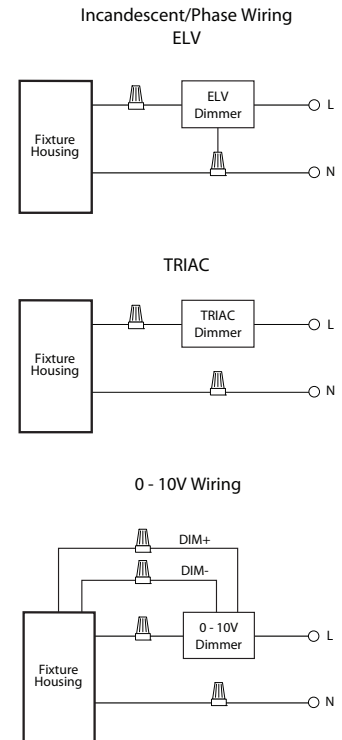 Incandescent/Phase Wiring
ELV
ELV
Dimmer
L
Fixture
Housing
N
TRIAC
TRIAC
Dimmer
L
Fixture
Housing
N
0 - 10V Wiring
DIM+
DIM-
0 - 10V
Dimmer
L
Fixture
Housing
N